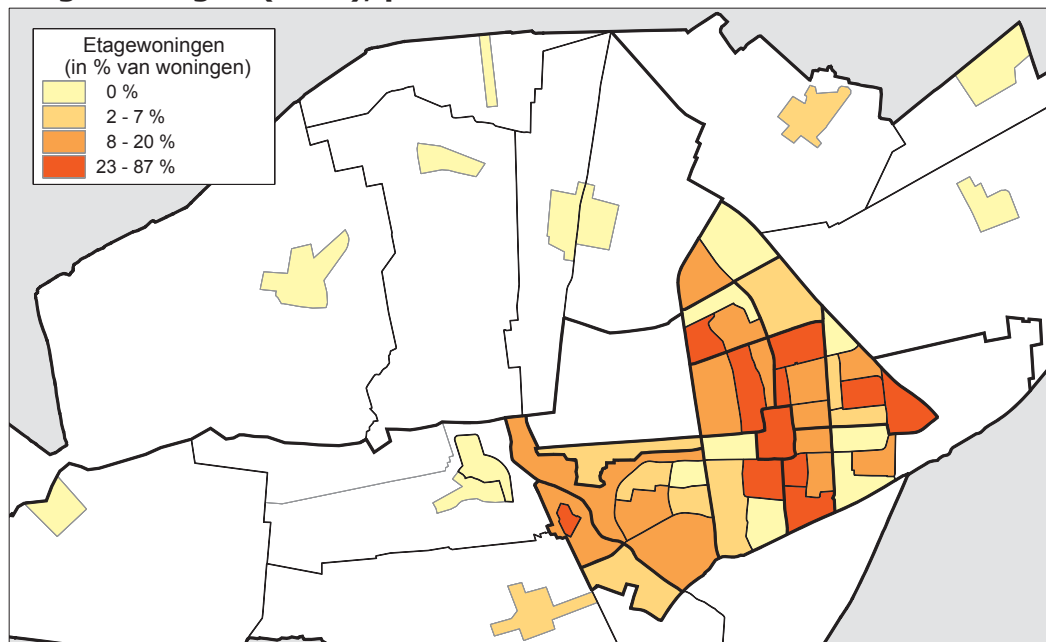 Etagewoningen
(in % van woningen)
0 %
2 - 7 %
8 - 20 %
23 - 87 %